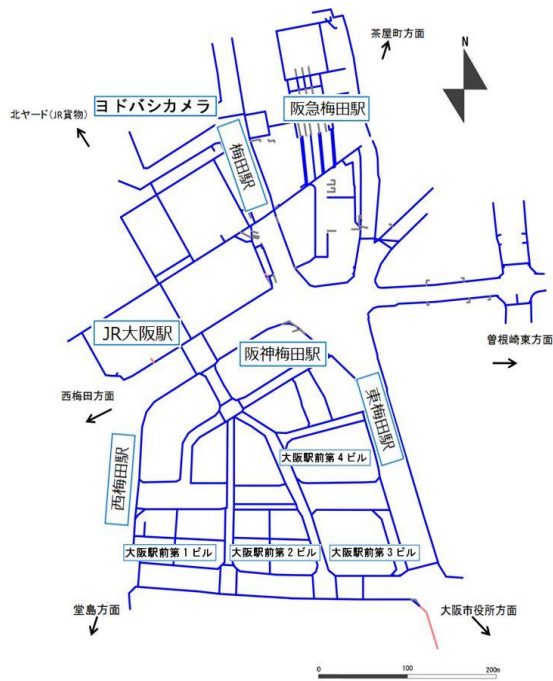 茶屋町方面
N
ヨドバシカメラ
阪急梅田駅
北ヤード(JR貨物)
梅田駅
JR大阪駅
阪神梅田駅
曽根崎東方面
西梅田方面
東梅田駅
西梅田駅
大阪駅前第4ビル
大阪駅前第1ビル
大阪駅前第2ビル
大阪駅前第3ビル
堂島方面
大阪市役所方面
0 100 200m